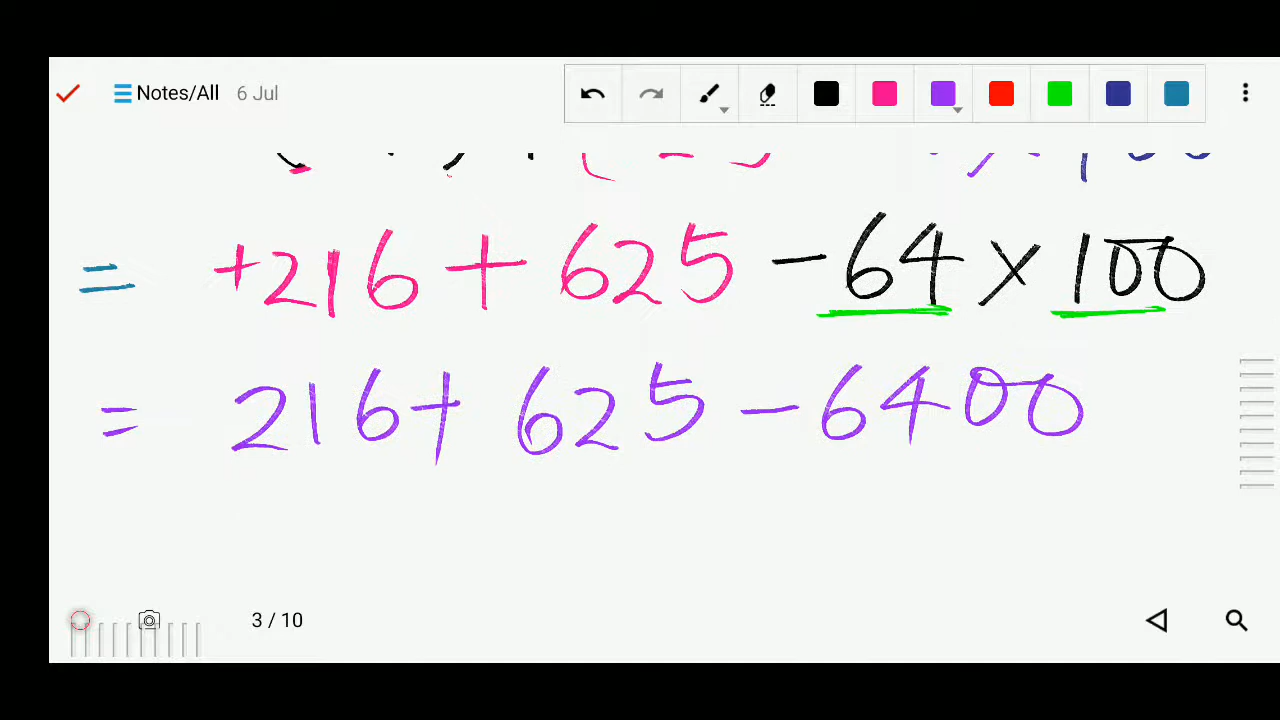 Notes/All 6 Jul
= +216 + 625 - 64 × 100
= 216 + 625 - 6400
3 / 10